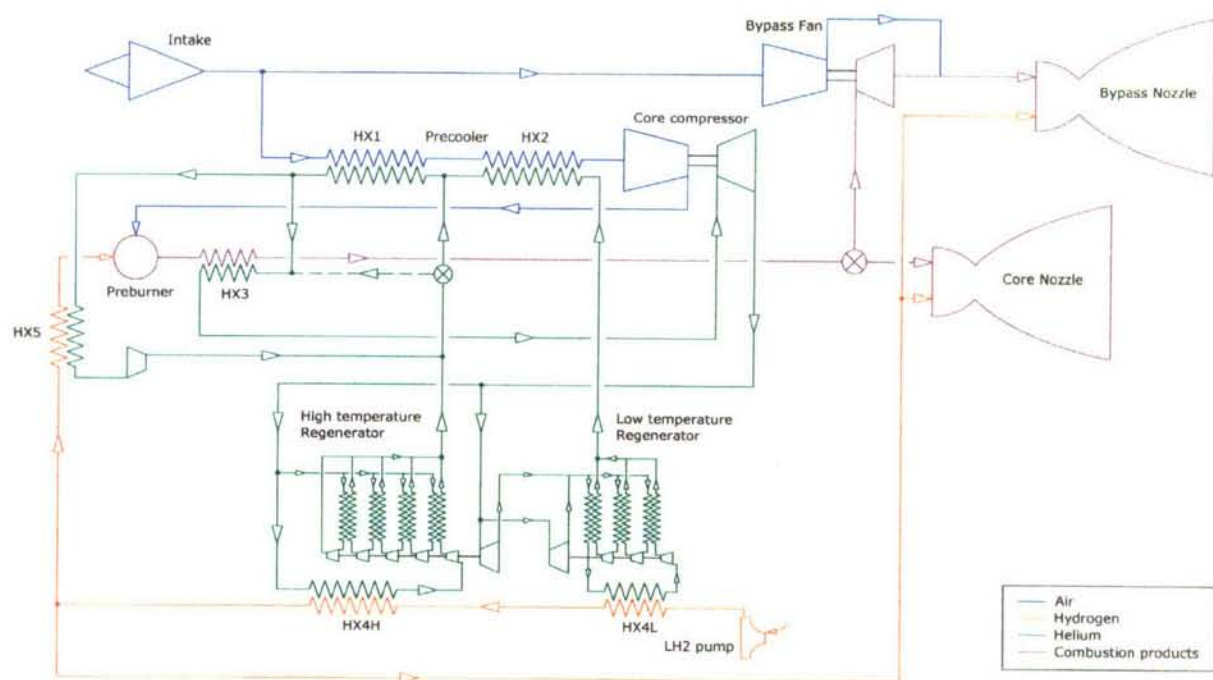 Intake
Bypass Fan
Bypass Nozzle
HX1
Precooler
HX2
Core compressor
Preburner
HX3
Core Nozzle
HX5
High temperature
Regenerator
Low temperature
Regenerator
HX4H
HX4L
LH2 pump
Air
Hydrogen
Helium
Combustion products